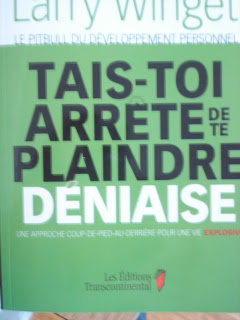 Larry Winget
LE PITBULL DU DÉVELOPPEMENT PERSONNEL
TAIS-TOI
ARRÊTE DE TE
PLAINDRE
DÉNIAISE
UNE APPROCHE COUP-DE-PIED-AU-DERRIÈRE POUR UNE VIE EXPLOSIVE
Les Éditions
Transcontinental